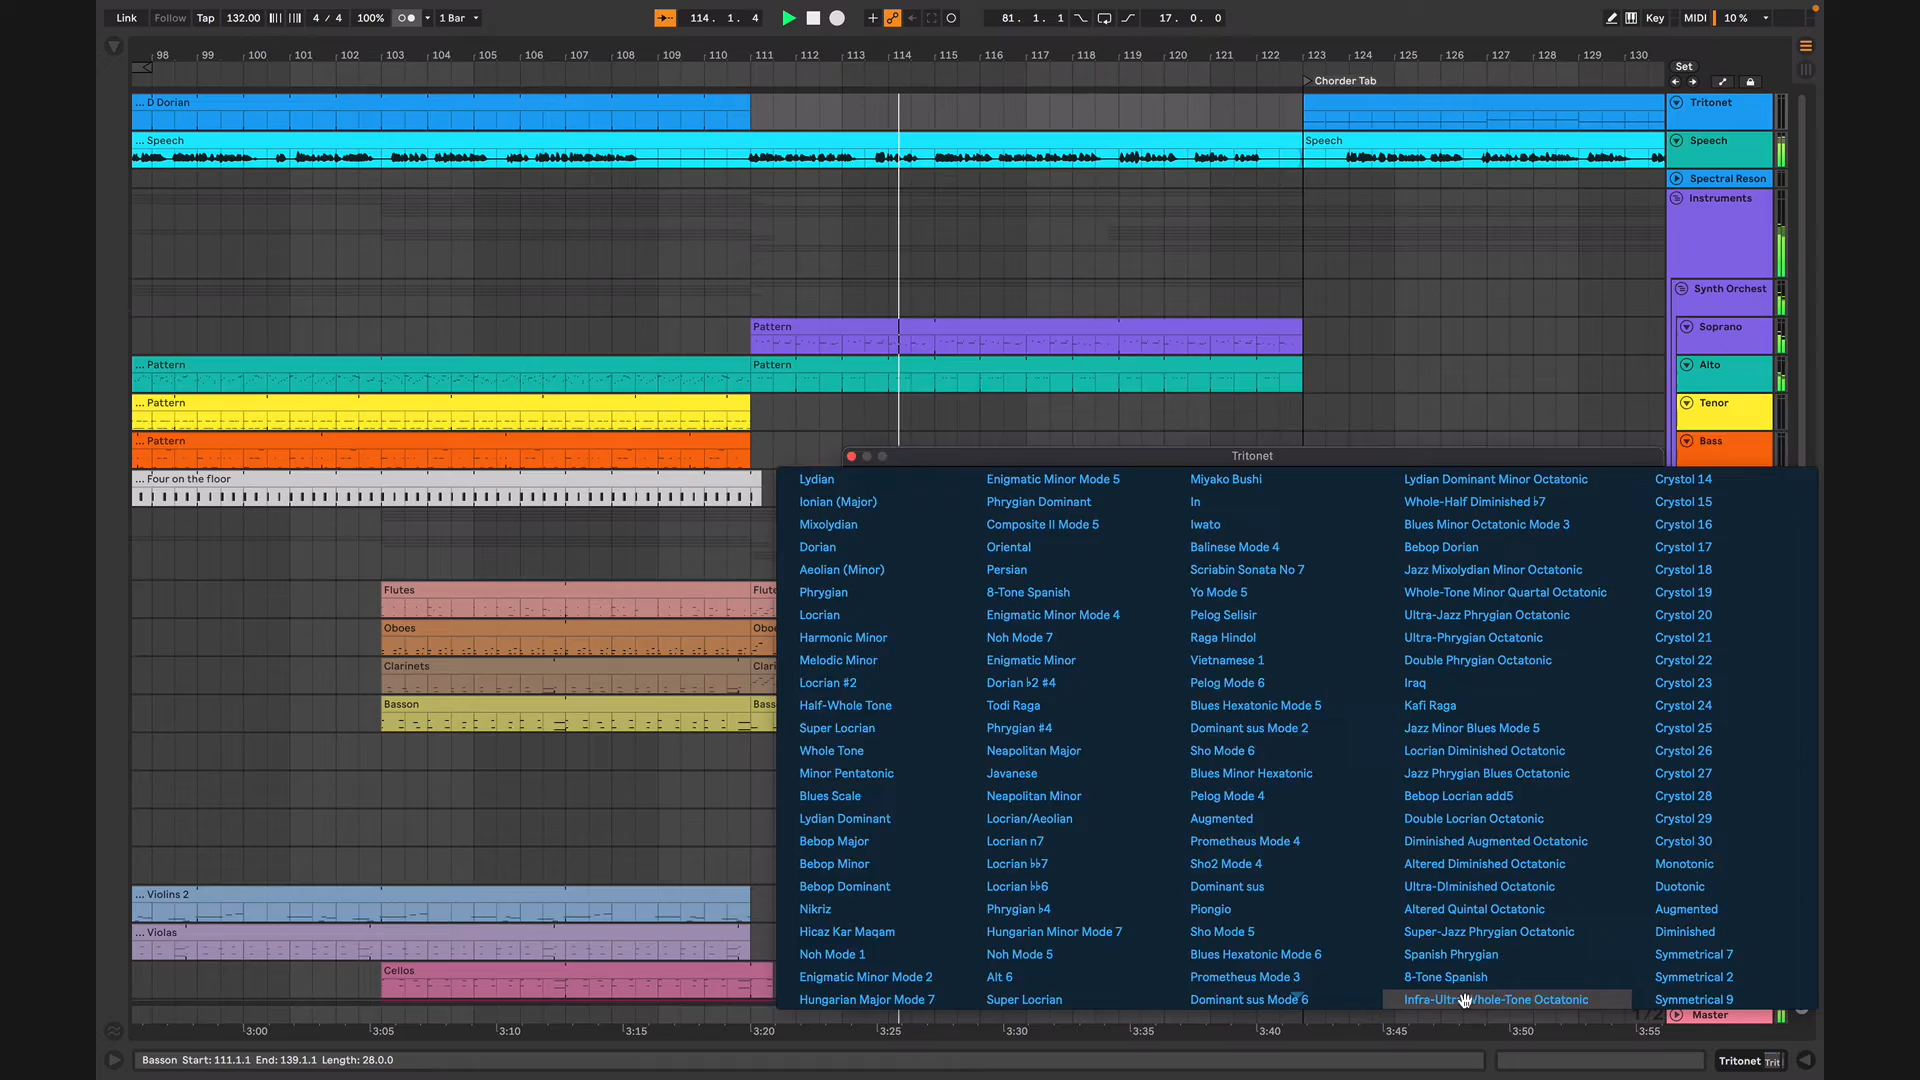 Link Follow Tap 132.00 4 / 4 100% 1 Bar 114. 1. 4 81. 1. 1 17. 0. 0 Key MIDI 10 %
98 99 100 101 102 103 104 105 106 107 108 109 110 111 112 113 114 115 116 117 118 119 120 121 122 123 124 125 126 127 128 129 130
Set
Chorder Tab
... D Dorian
Tritonet
... Speech
Speech
Speech
Spectral Reson
Instruments
Synth Orchest
Pattern
Soprano
... Pattern
Pattern
Alto
... Pattern
Tenor
... Pattern
Bass
Tritonet
... Four on the floor
Flutes
Flute
Oboes
Oboe
Clarinets
Clari
Basson
Bass
... Violins 2
... Violas
Cellos
Lydian
Ionian (Major)
Mixolydian
Dorian
Aeolian (Minor)
Phrygian
Locrian
Harmonic Minor
Melodic Minor
Locrian #2
Half-Whole Tone
Super Locrian
Whole Tone
Minor Pentatonic
Blues Scale
Lydian Dominant
Bebop Major
Bebop Minor
Bebop Dominant
Nikriz
Hicaz Kar Maqam
Noh Mode 1
Enigmatic Minor Mode 2
Hungarian Major Mode 7
Enigmatic Minor Mode 5
Phrygian Dominant
Composite II Mode 5
Oriental
Persian
8-Tone Spanish
Enigmatic Minor Mode 4
Noh Mode 7
Enigmatic Minor
Dorian ♭2 #4
Todi Raga
Phrygian #4
Neapolitan Major
Javanese
Neapolitan Minor
Locrian/Aeolian
Locrian n7
Locrian ♭♭7
Locrian ♭♭6
Phrygian ♭4
Hungarian Minor Mode 7
Noh Mode 5
Alt 6
Super Locrian
Miyako Bushi
In
Iwato
Balinese Mode 4
Scriabin Sonata No 7
Yo Mode 5
Pelog Selisir
Raga Hindol
Vietnamese 1
Pelog Mode 6
Blues Hexatonic Mode 5
Dominant sus Mode 2
Sho Mode 6
Blues Minor Hexatonic
Pelog Mode 4
Augmented
Prometheus Mode 4
Sho2 Mode 4
Dominant sus
Piongio
Sho Mode 5
Blues Hexatonic Mode 6
Prometheus Mode 3
Dominant sus Mode 6
Lydian Dominant Minor Octatonic
Whole-Half Diminished ♭7
Blues Minor Octatonic Mode 3
Bebop Dorian
Jazz Mixolydian Minor Octatonic
Whole-Tone Minor Quartal Octatonic
Ultra-Jazz Phrygian Octatonic
Ultra-Phrygian Octatonic
Double Phrygian Octatonic
Iraq
Kafi Raga
Jazz Minor Blues Mode 5
Locrian Diminished Octatonic
Jazz Phrygian Blues Octatonic
Bebop Locrian add5
Double Locrian Octatonic
Diminished Augmented Octatonic
Altered Diminished Octatonic
Ultra-DIminished Octatonic
Altered Quintal Octatonic
Super-Jazz Phrygian Octatonic
Spanish Phrygian
8-Tone Spanish
Infra-Ultra Whole-Tone Octatonic
Crystol 14
Crystol 15
Crystol 16
Crystol 17
Crystol 18
Crystol 19
Crystol 20
Crystol 21
Crystol 22
Crystol 23
Crystol 24
Crystol 25
Crystol 26
Crystol 27
Crystol 28
Crystol 29
Crystol 30
Monotonic
Duotonic
Augmented
Diminished
Symmetrical 7
Symmetrical 2
Symmetrical 9
1/2
Master
3:00 3:05 3:10 3:15 3:20 3:25 3:30 3:35 3:40 3:45 3:50 3:55
Basson Start: 111.1.1 End: 139.1.1 Length: 28.0.0
Tritonet Trit